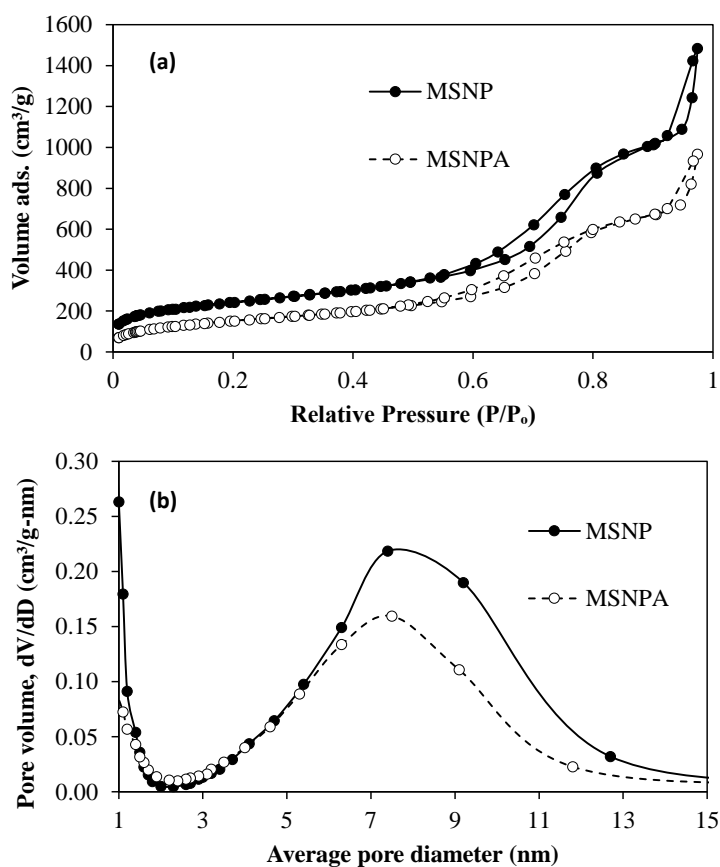 (a)
MSNP
MSNPA
Volume ads. (cm³/g)
1600
1400
1200
1000
800
600
400
200
0
0 0.2 0.4 0.6 0.8 1
Relative Pressure (P/Pₒ)
(b)
MSNP
MSNPA
Pore volume, dV/dD (cm³/g-nm)
0.30
0.25
0.20
0.15
0.10
0.05
0.00
1 3 5 7 9 11 13 15
Average pore diameter (nm)